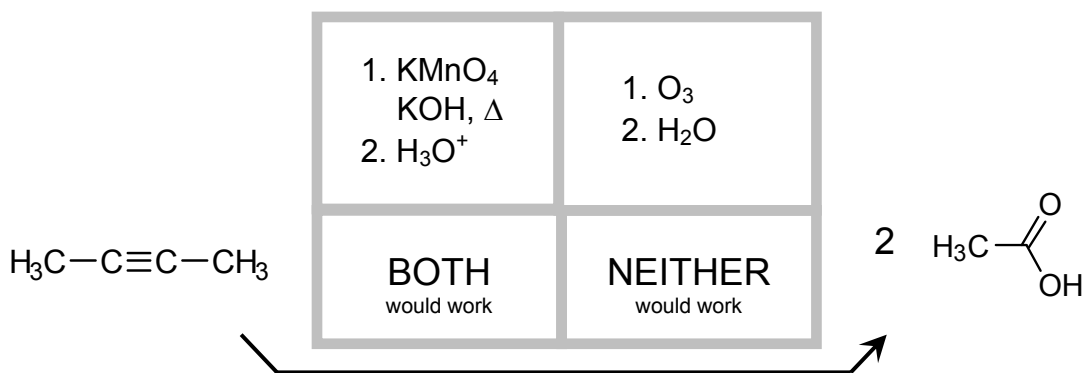 1. KMnO₄
KOH, Δ
2. H₃O⁺
1. O₃
2. H₂O
H₃C—C≡C—CH₃
BOTH
would work
NEITHER
would work
2
H₃C
O
OH